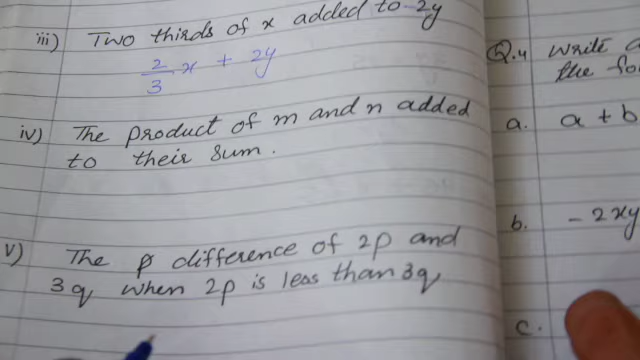 iii) Two thirds of x added to 2y
2/3 x + 2y
iv) The product of m and n added
to their sum.
v) The difference of 2p and
3q when 2p is less than 3q
Q.4 Write
the
a. a + b
b. - 2xy
c.